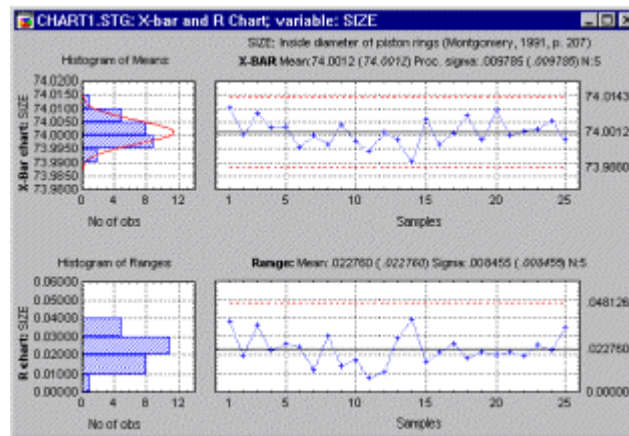 CHART1.STG: X-bar and R Chart; variable: SIZE
SIZE: Inside diameter of piston rings (Montgomery, 1991, p. 207)
Histogram of Means
X-BAR Mean:74.0012 (74.0012) Proc. sigma:.009785 (.009785) N:5
X-Bar chart: SIZE
74.0200
74.0150
74.0100
74.0050
74.0000
73.9950
73.9900
73.9850
73.9800
0 4 8 12
No of obs
74.0143
74.0012
73.9880
1 5 10 15 20 25
Samples
Histogram of Ranges
Range: Mean:.022760 (.022760) Sigma:.008455 (.008455) N:5
R chart: SIZE
0.06000
0.05000
0.04000
0.03000
0.02000
0.01000
0.00000
0 4 8 12
No of obs
.048126
.022760
0.00000
1 5 10 15 20 25
Samples